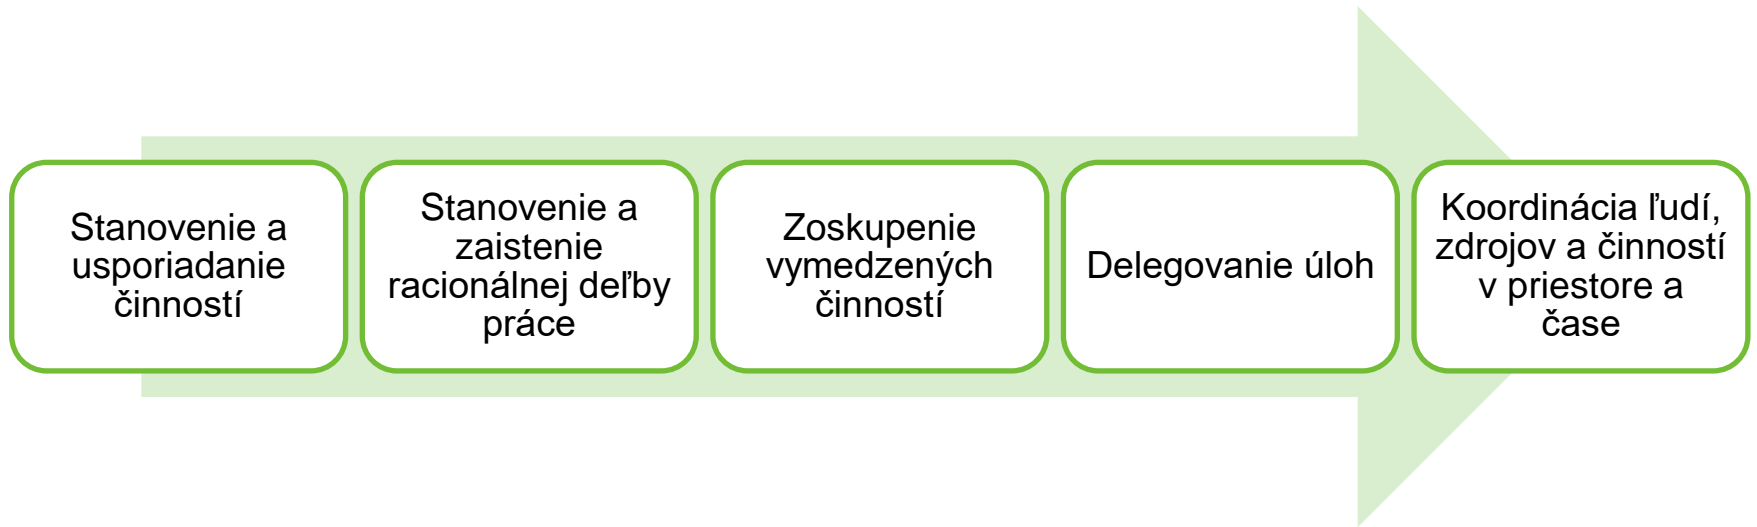 Stanovenie a
usporiadanie
činností
Stanovenie a
zaistenie
racionálnej deľby
práce
Zoskupenie
vymedzených
činností
Delegovanie úloh
Koordinácia ľudí,
zdrojov a činností
v priestore a
čase